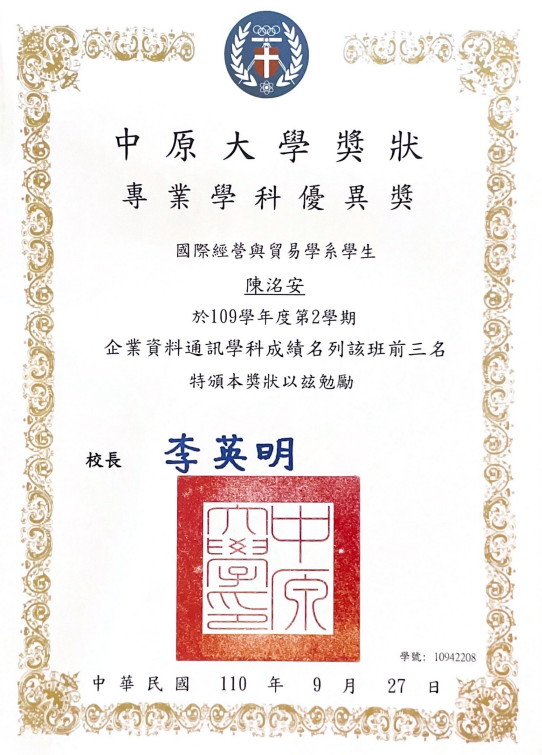 中原大學獎狀
專業學科優異獎
國際經營與貿易學系學生
陳洺安
於109學年度第2學期
企業資料通訊學科成績名列該班前三名
特頒本獎狀以茲勉勵
校長 李英明
中原大學印
學號: 10942208
中華民國 110 年 9 月 27 日